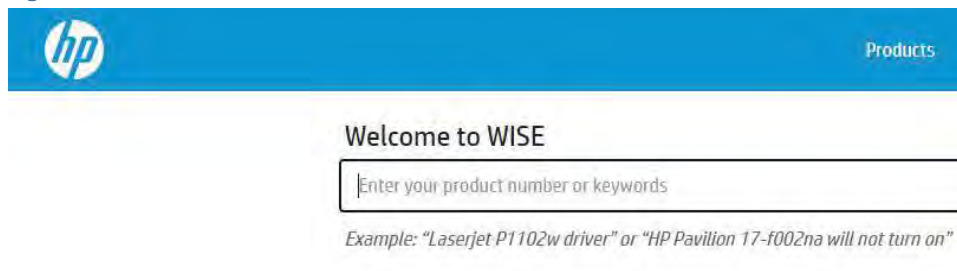 hp
Products
Welcome to WISE
Enter your product number or keywords
Example: “Laserjet P1102w driver” or “HP Pavilion 17-f002na will not turn on”